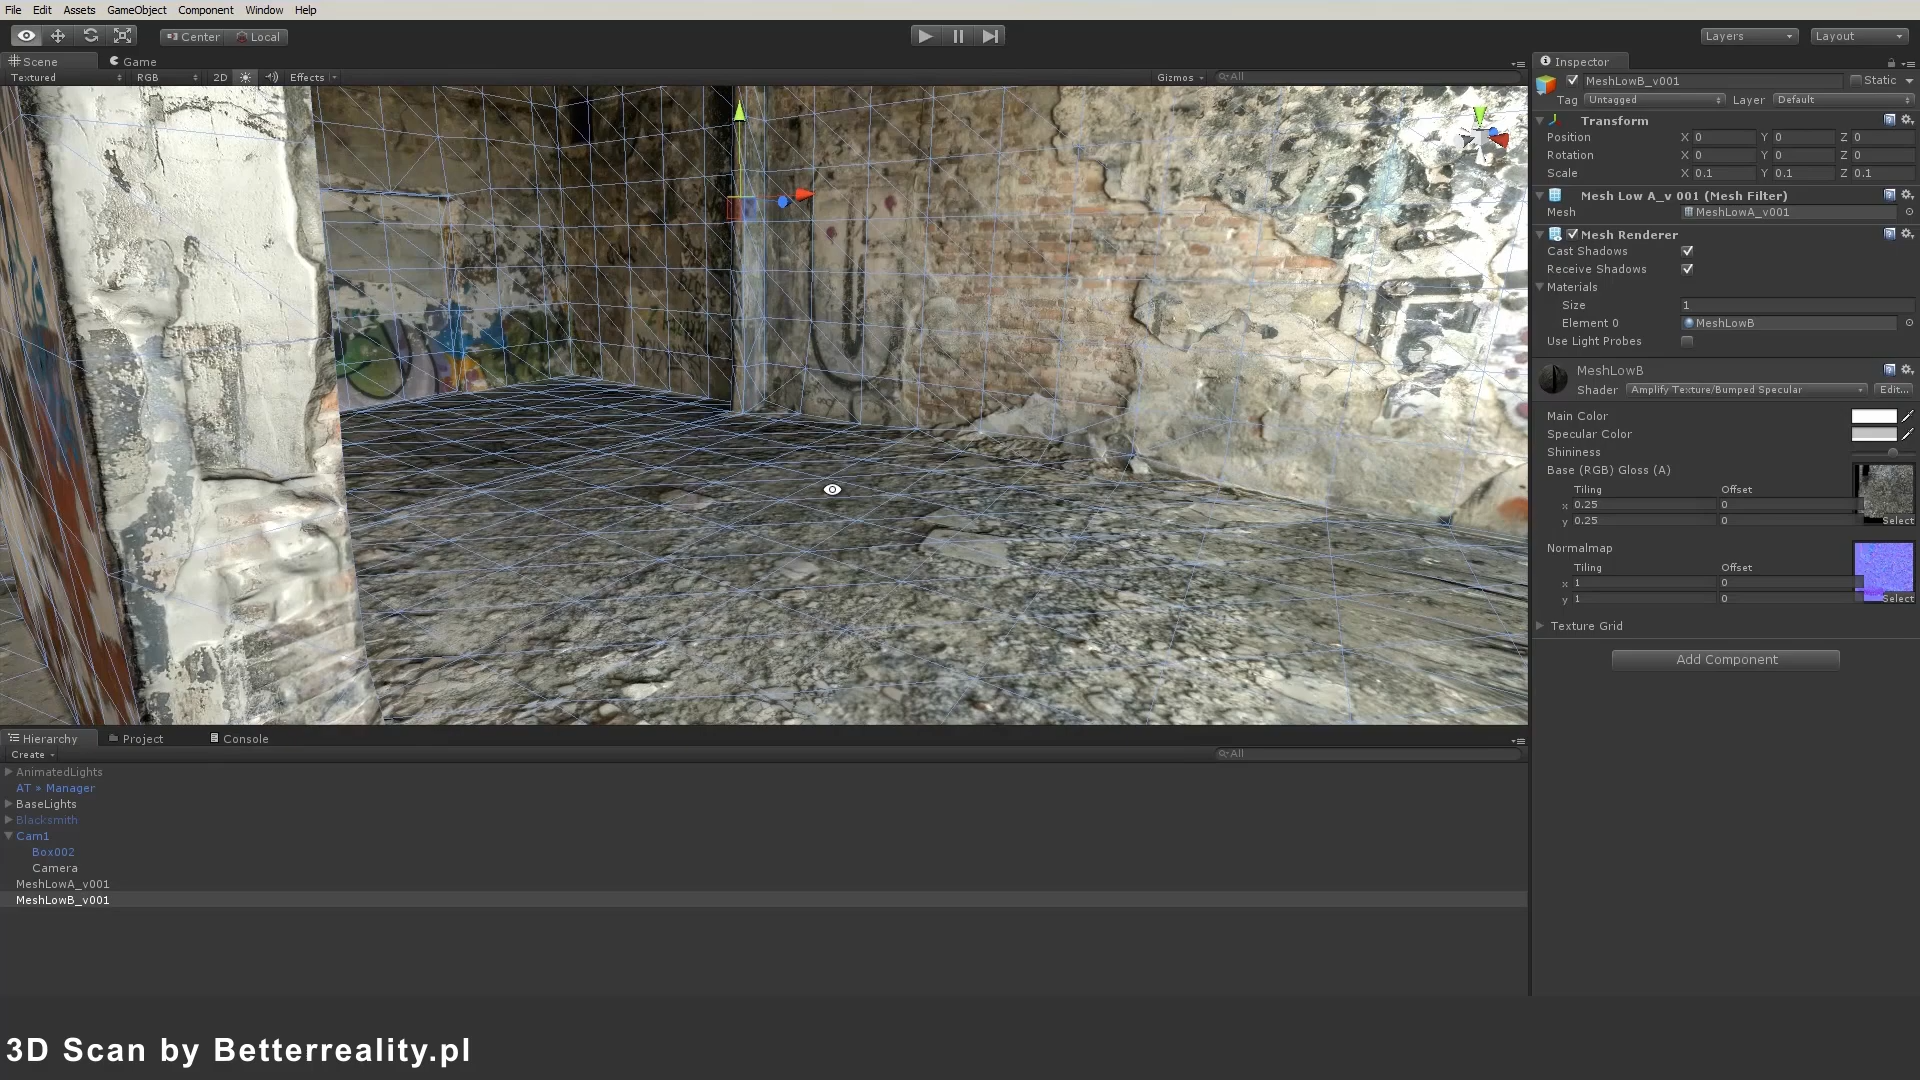 File Edit Assets GameObject Component Window Help
Center Local
Layers Layout
Scene Game
Textured RGB 2D Effects Gizmos All
Inspector
MeshLowB_v001 Static
Tag Untagged Layer Default
Transform
Position X 0 Y 0 Z 0
Rotation X 0 Y 0 Z 0
Scale X 0.1 Y 0.1 Z 0.1
Mesh Low A_v 001 (Mesh Filter)
Mesh MeshLowA_v001
Mesh Renderer
Cast Shadows
Receive Shadows
Materials
Size 1
Element 0 MeshLowB
Use Light Probes
MeshLowB
Shader Amplify Texture/Bumped Specular Edit...
Main Color
Specular Color
Shininess
Base (RGB) Gloss (A)
Tiling Offset
x 0.25 0
y 0.25 0 Select
Normalmap
Tiling Offset
x 1 0
y 1 0 Select
Texture Grid
Add Component
Hierarchy Project Console
Create All
AnimatedLights
AT » Manager
BaseLights
Blacksmith
Cam1
Box002
Camera
MeshLowA_v001
MeshLowB_v001
3D Scan by Betterreality.pl